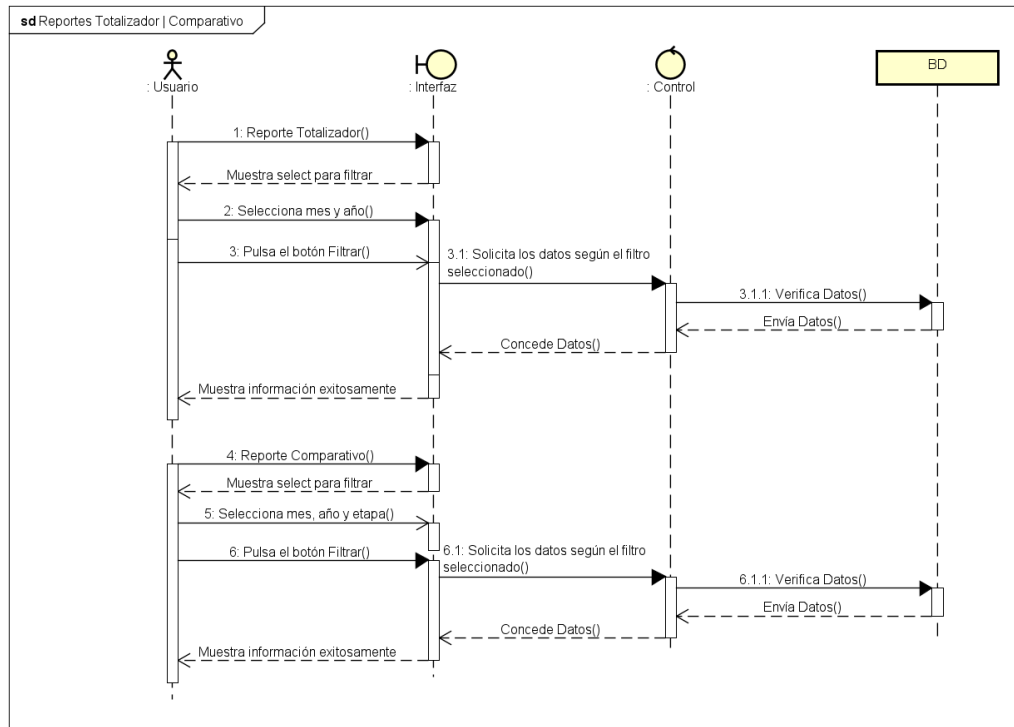 sd Reportes Totalizador | Comparativo
: Usuario
: Interfaz
: Control
BD
1: Reporte Totalizador()
Muestra select para filtrar
2: Selecciona mes y año()
3: Pulsa el botón Filtrar()
3.1: Solicita los datos según el filtro
seleccionado()
3.1.1: Verifica Datos()
Envía Datos()
Concede Datos()
Muestra información exitosamente
4: Reporte Comparativo()
Muestra select para filtrar
5: Selecciona mes, año y etapa()
6: Pulsa el botón Filtrar()
6.1: Solicita los datos según el filtro
seleccionado()
6.1.1: Verifica Datos()
Envía Datos()
Concede Datos()
Muestra información exitosamente